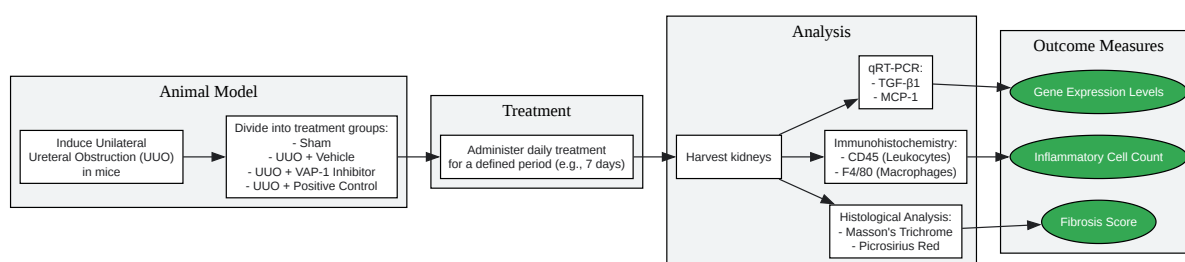 Animal Model
Induce Unilateral
Ureteral Obstruction (UUO)
in mice
Divide into treatment groups:
- Sham
- UUO + Vehicle
- UUO + VAP-1 Inhibitor
- UUO + Positive Control
Treatment
Administer daily treatment
for a defined period (e.g., 7 days)
Analysis
Harvest kidneys
qRT-PCR:
- TGF-β1
- MCP-1
Immunohistochemistry:
- CD45 (Leukocytes)
- F4/80 (Macrophages)
Histological Analysis:
- Masson's Trichrome
- Picrosirius Red
Outcome Measures
Gene Expression Levels
Inflammatory Cell Count
Fibrosis Score